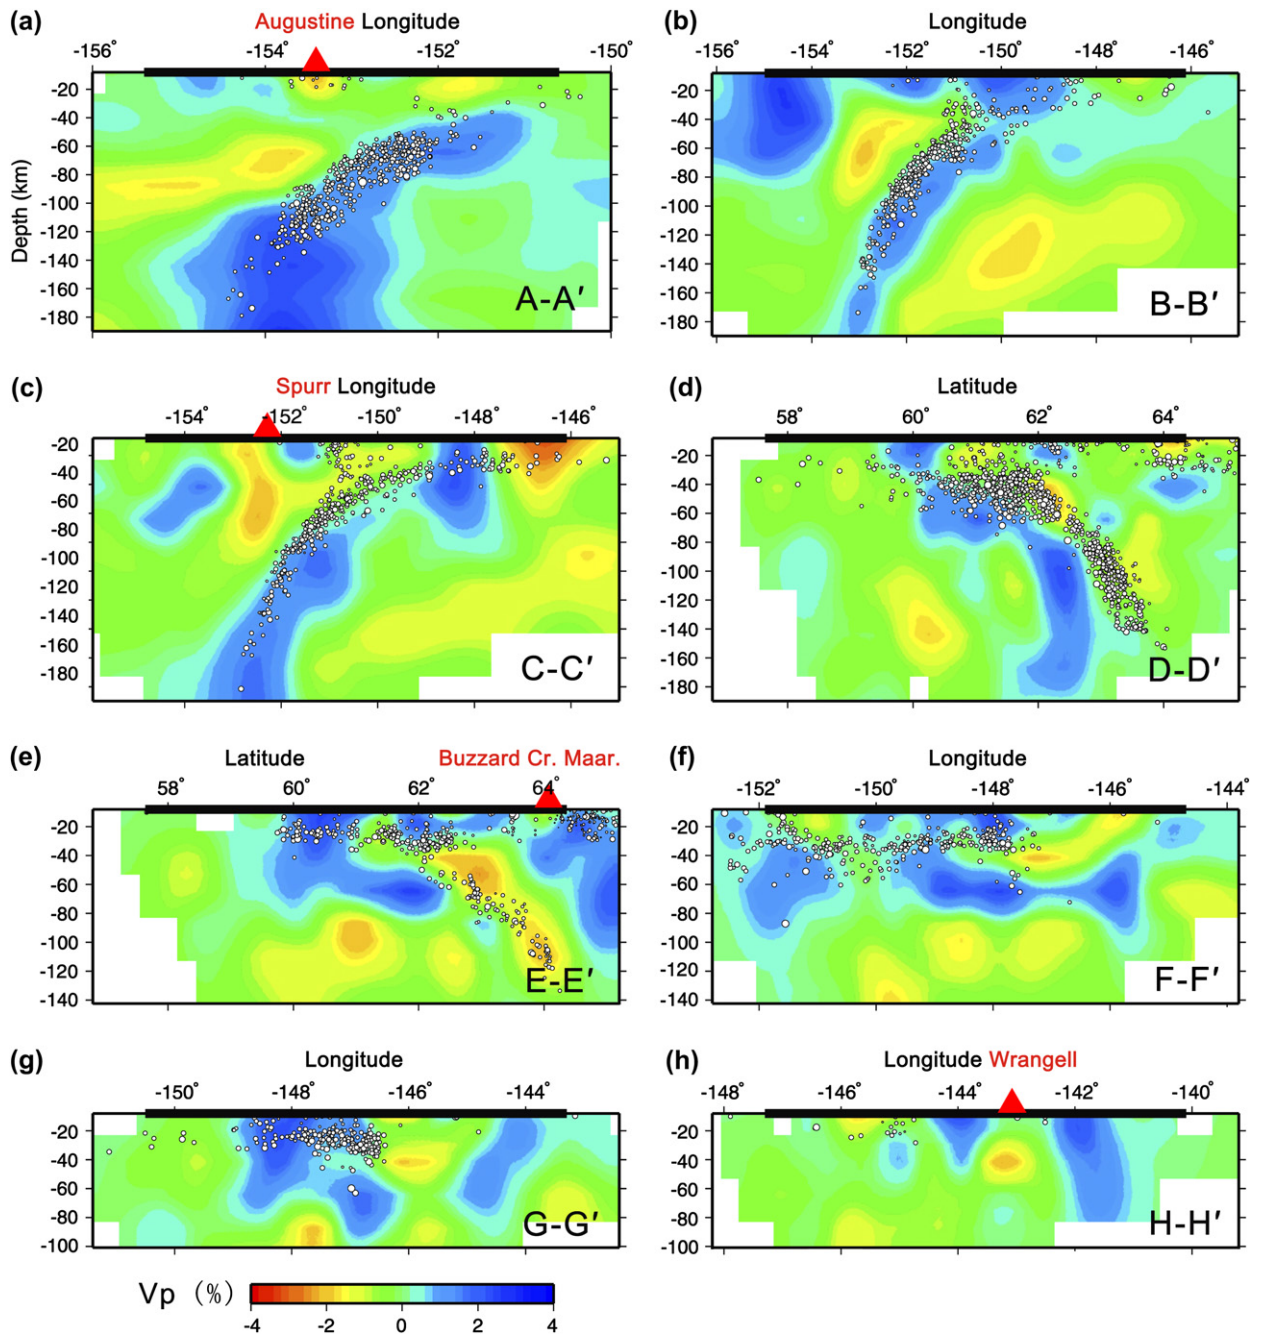 (a)
Augustine Longitude
-156° -154° -152° -150°
Depth (km)
-20
-40
-60
-80
-100
-120
-140
-160
-180
A-A′
(b)
Longitude
-156° -154° -152° -150° -148° -146°
-20
-40
-60
-80
-100
-120
-140
-160
-180
B-B′
(c)
Spurr Longitude
-154° -152° -150° -148° -146°
-20
-40
-60
-80
-100
-120
-140
-160
-180
C-C′
(d)
Latitude
58° 60° 62° 64°
-20
-40
-60
-80
-100
-120
-140
-160
-180
D-D′
(e)
Latitude Buzzard Cr. Maar.
58° 60° 62° 64°
-20
-40
-60
-80
-100
-120
-140
E-E′
(f)
Longitude
-152° -150° -148° -146° -144°
-20
-40
-60
-80
-100
-120
-140
F-F′
(g)
Longitude
-150° -148° -146° -144°
-20
-40
-60
-80
-100
G-G′
(h)
Longitude Wrangell
-148° -146° -144° -142° -140°
-20
-40
-60
-80
-100
H-H′
Vp (%)
-4 -2 0 2 4